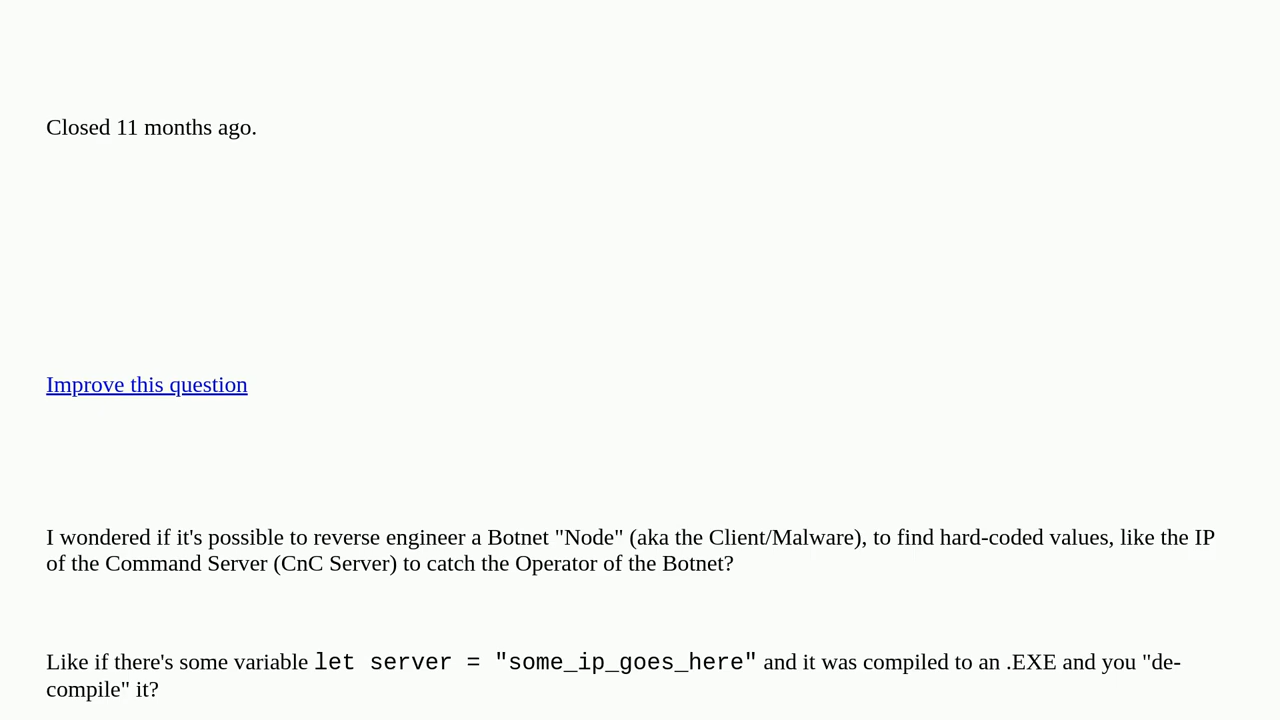 Closed 11 months ago.
Improve this question
I wondered if it's possible to reverse engineer a Botnet "Node" (aka the Client/Malware), to find hard-coded values, like the IP
of the Command Server (CnC Server) to catch the Operator of the Botnet?
Like if there's some variable let server = "some_ip_goes_here" and it was compiled to an .EXE and you "de-
compile" it?